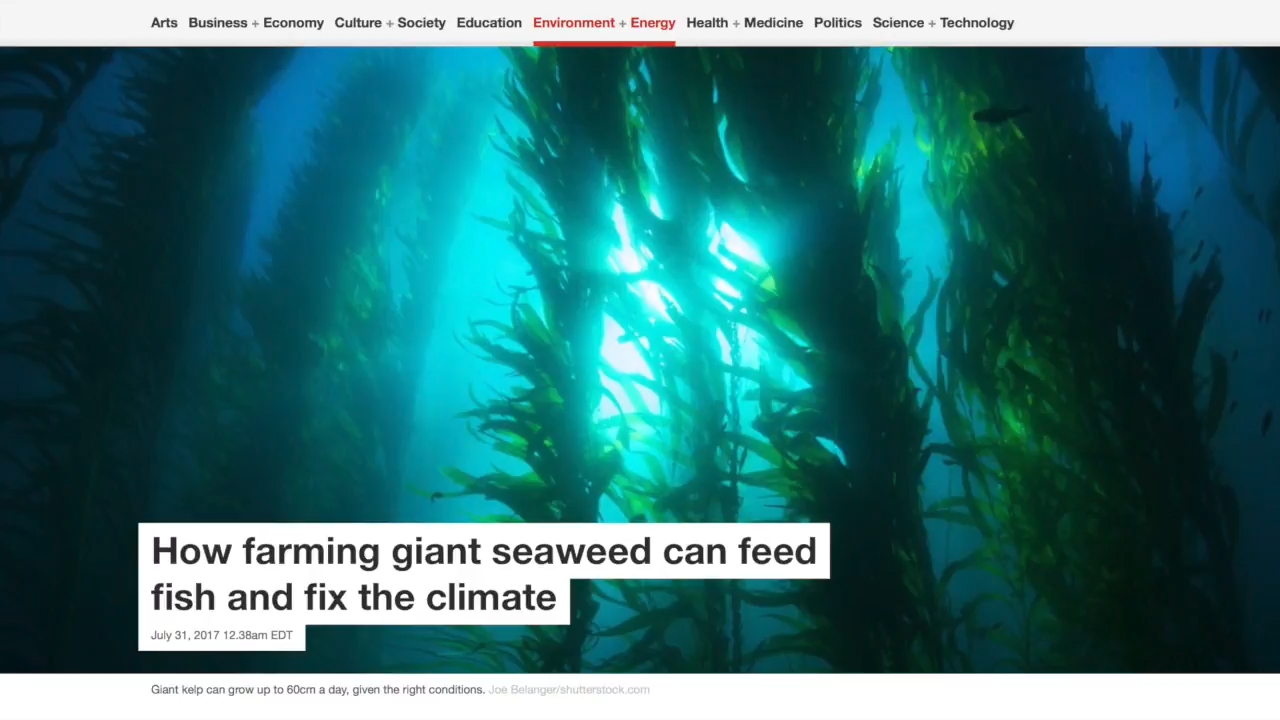 Arts Business + Economy Culture + Society Education Environment + Energy Health + Medicine Politics Science + Technology
How farming giant seaweed can feed
fish and fix the climate
July 31, 2017 12.38am EDT
Giant kelp can grow up to 60cm a day, given the right conditions. Joe Belanger/shutterstock.com